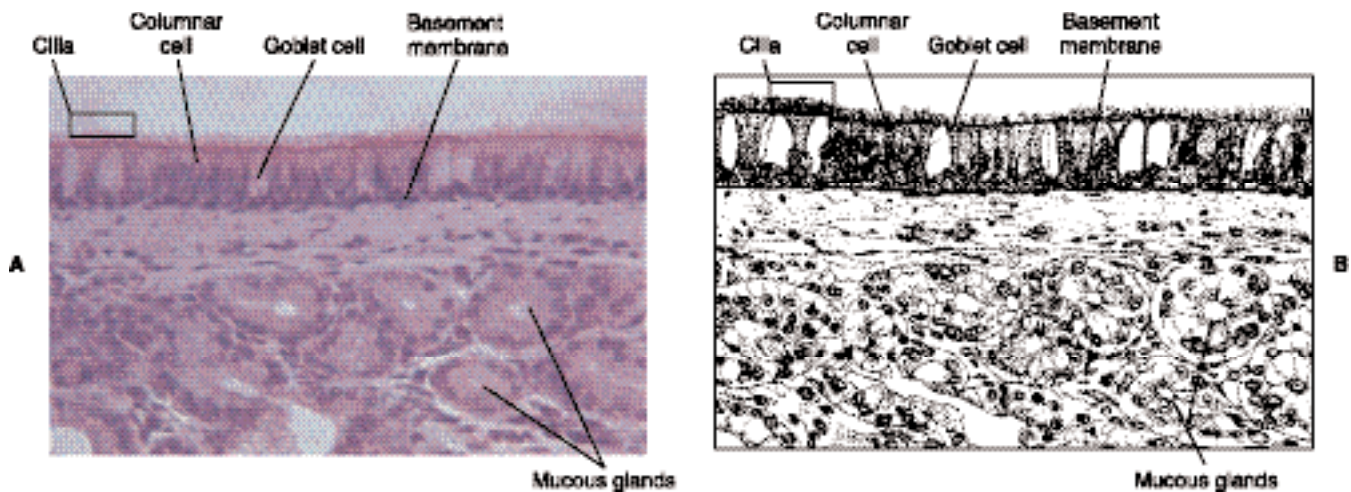 Cilia
Columnar
cell
Goblet cell
Basement
membrane
A
Mucous glands
Cilia
Columnar
cell
Goblet cell
Basement
membrane
B
Mucous glands